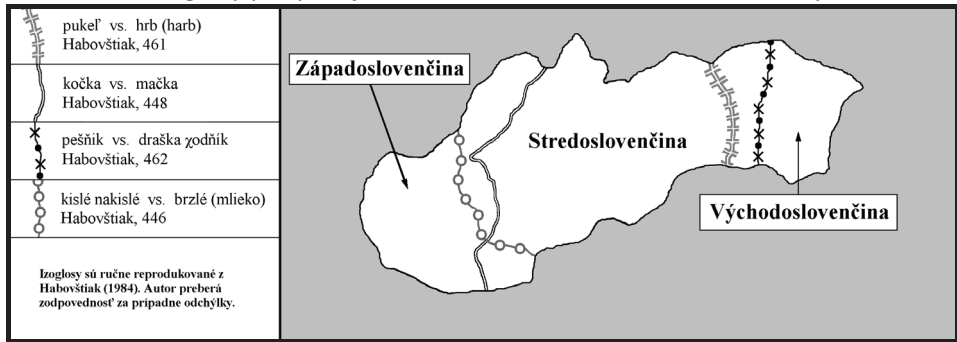 pukeľ vs. hrb (harb)
Habovštiak, 461
kočka vs. mačka
Habovštiak, 448
pešňik vs. draška χodňík
Habovštiak, 462
kislé nakislé vs. brzlé (mlieko)
Habovštiak, 446
Izoglosy sú ručne reprodukované z
Habovštiak (1984). Autor preberá
zodpovednosť za prípadne odchýlky.
Západoslovenčina
Stredoslovenčina
Východoslovenčina